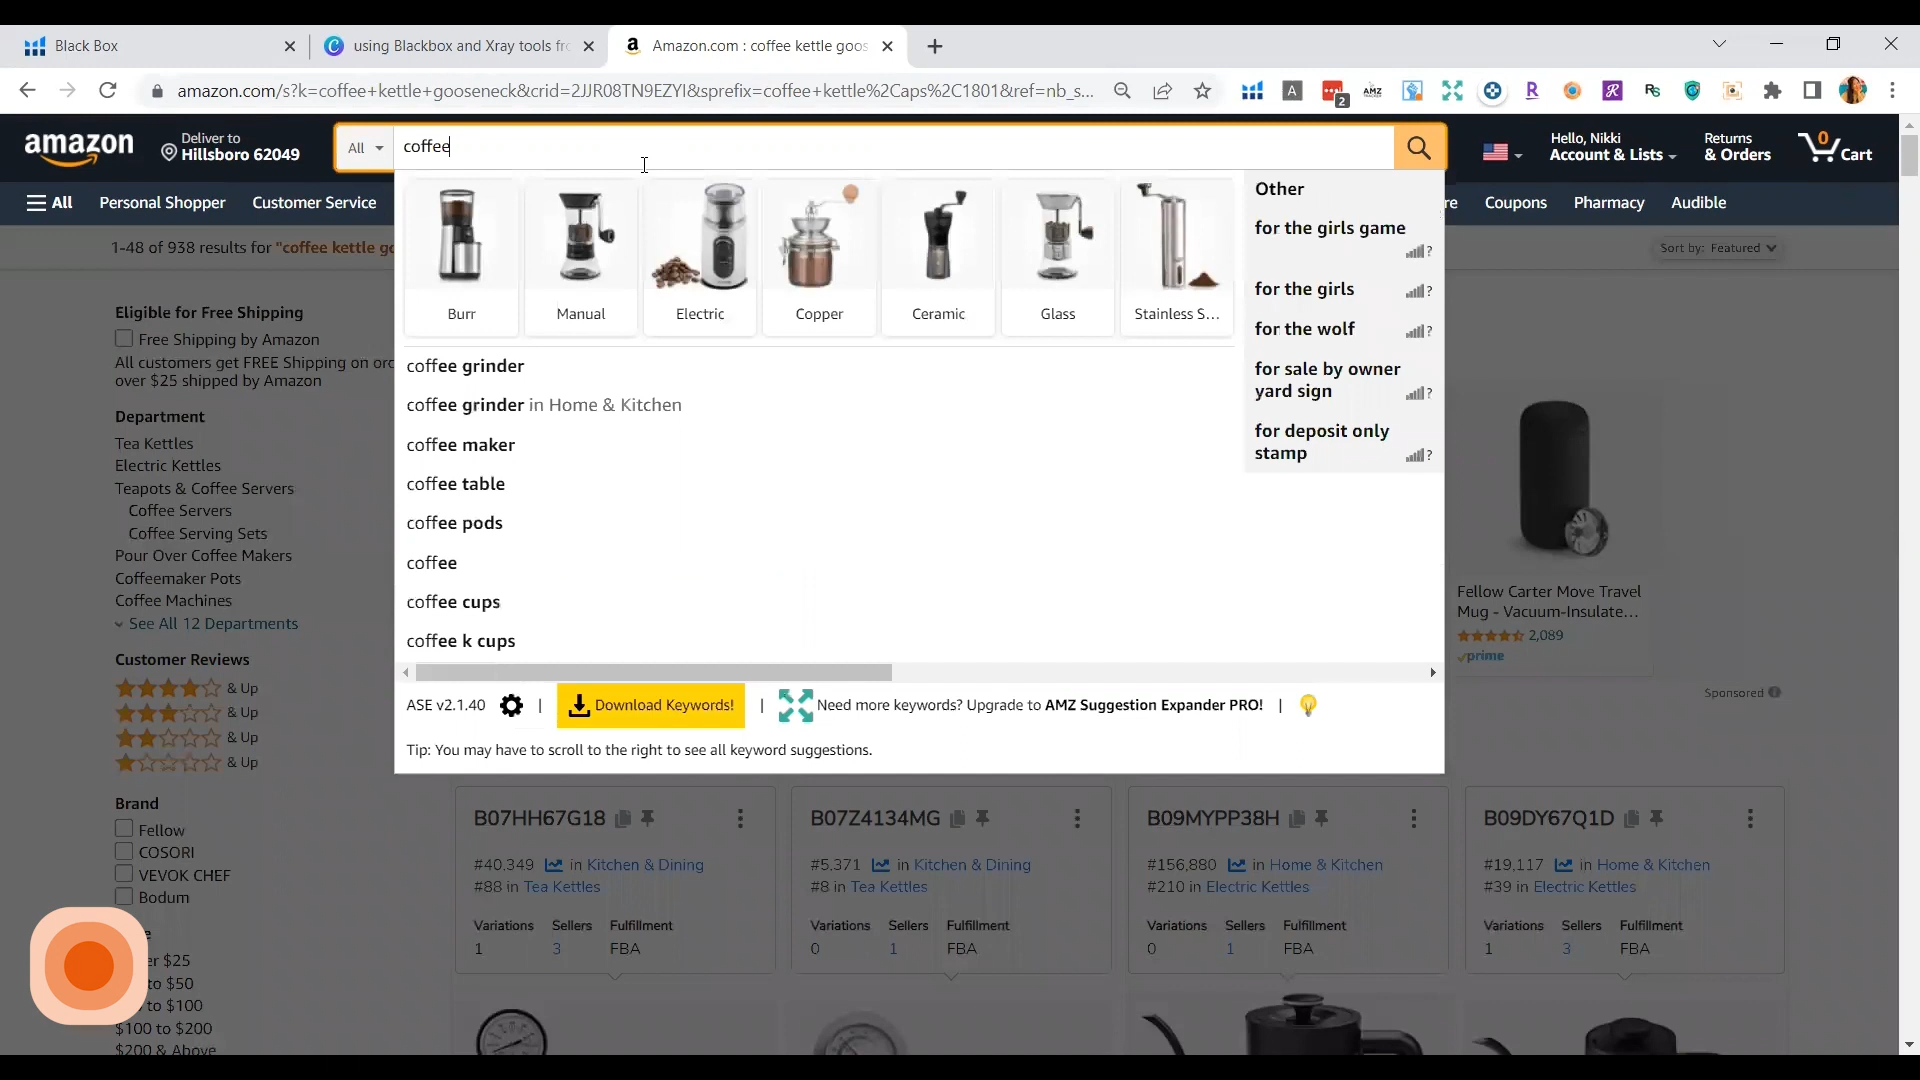 Black Box
using Blackbox and Xray tools fr
Amazon.com : coffee kettle goos
amazon.com/s?k=coffee+kettle+gooseneck&crid=2JJR08TN9EZYI&sprefix=coffee+kettle%2Caps%2C1801&ref=nb_s...
2
AMZ
amazon
Deliver to
Hillsboro 62049
All
coffee
Hello, Nikki
Account & Lists
Returns
& Orders
0
Cart
All
Personal Shopper
Customer Service
re
Coupons
Pharmacy
Audible
1-48 of 938 results for "coffee kettle go
Sort by: Featured
Burr
Manual
Electric
Copper
Ceramic
Glass
Stainless S...
coffee grinder
coffee grinder in Home & Kitchen
coffee maker
coffee table
coffee pods
coffee
coffee cups
coffee k cups
Other
for the girls game
?
for the girls
?
for the wolf
?
for sale by owner
yard sign
?
for deposit only
stamp
?
ASE v2.1.40
|
Download Keywords!
|
Need more keywords? Upgrade to AMZ Suggestion Expander PRO!
|
Tip: You may have to scroll to the right to see all keyword suggestions.
Eligible for Free Shipping
Free Shipping by Amazon
All customers get FREE Shipping on orc
over $25 shipped by Amazon
Department
Tea Kettles
Electric Kettles
Teapots & Coffee Servers
Coffee Servers
Coffee Serving Sets
Pour Over Coffee Makers
Coffeemaker Pots
Coffee Machines
See All 12 Departments
Customer Reviews
& Up
& Up
& Up
& Up
Brand
Fellow
COSORI
VEVOK CHEF
Bodum
e
er $25
to $50
to $100
$100 to $200
$200 & Above
Fellow Carter Move Travel
Mug - Vacuum-Insulate...
2,089
prime
Sponsored
B07HH67G18
#40,349 in Kitchen & Dining
#88 in Tea Kettles
Variations Sellers Fulfillment
1 3 FBA
B07Z4134MG
#5,371 in Kitchen & Dining
#8 in Tea Kettles
Variations Sellers Fulfillment
0 1 FBA
B09MYPP38H
#156,880 in Home & Kitchen
#210 in Electric Kettles
Variations Sellers Fulfillment
0 1 FBA
B09DY67Q1D
#19,117 in Home & Kitchen
#39 in Electric Kettles
Variations Sellers Fulfillment
1 3 FBA